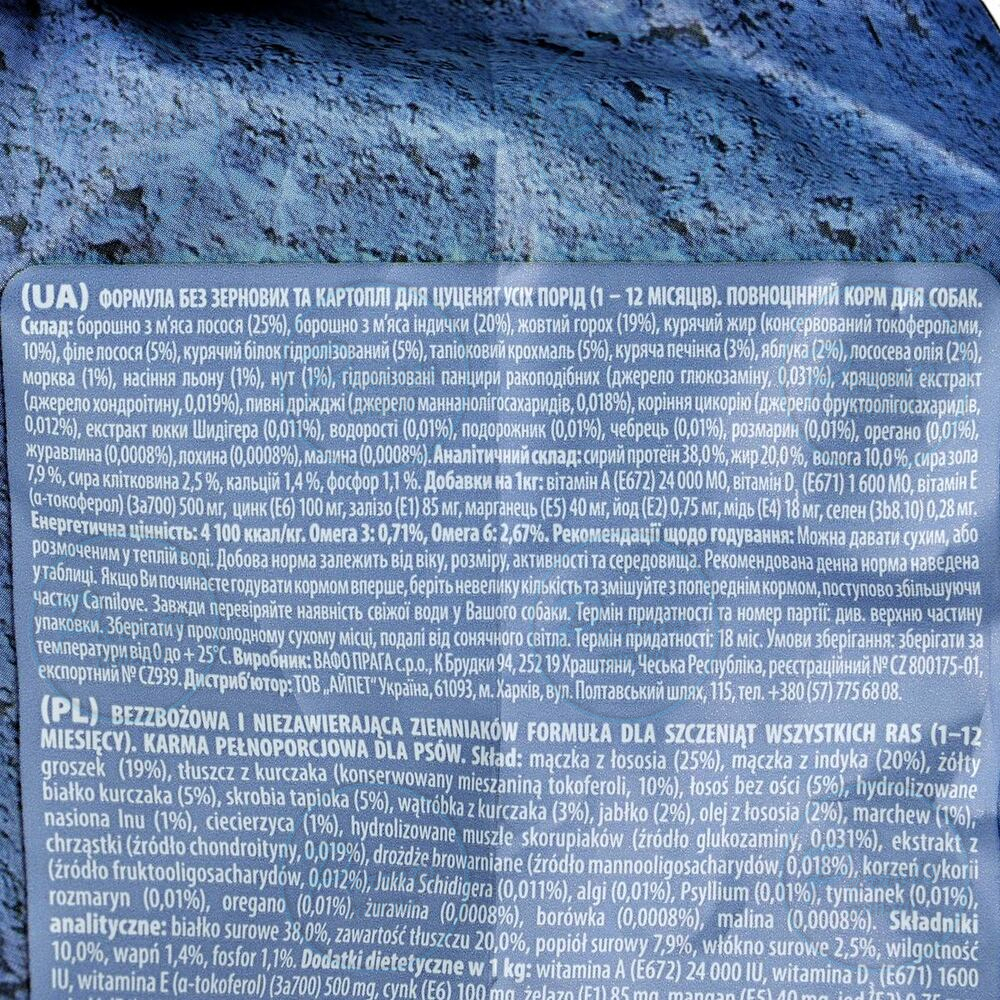 (UA) ФОРМУЛА БЕЗ ЗЕРНОВИХ ТА КАРТОПЛІ ДЛЯ ЦУЦЕНЯТ УСІХ ПОРІД (1 – 12 МІСЯЦІВ). ПОВНОЦІННИЙ КОРМ ДЛЯ СОБАК.
Склад: борошно з м'яса лосося (25%), борошно з м'яса індички (20%), жовтий горох (19%), курячий жир (консервований токоферолами,
10%), філе лосося (5%), курячий білок гідролізований (5%), тапіоковий крохмаль (5%), куряча печінка (3%), яблука (2%), лососева олія (2%),
морква (1%), насіння льону (1%), нут (1%), гідролізовані панцири ракоподібних (джерело глюкозаміну, 0,031%), хрящовий екстракт
(джерело хондроітину, 0,019%), пивні дріжджі (джерело маннанолігосахаридів, 0,018%), коріння цикорію (джерело фруктоолігосахаридів,
0,012%), екстракт юкки Шидігера (0,011%), водорості (0,01%), подорожник (0,01%), чебрець (0,01%), розмарин (0,01%), орегано (0,01%),
журавлина (0,0008%), лохина (0,0008%), малина (0,0008%). Аналітичний склад: сирий протеїн 38,0 %, жир 20,0 %, волога 10,0 %, сира зола
7,9 %, сира клітковина 2,5 %, кальцій 1,4 %, фосфор 1,1 %. Добавки на 1кг: вітамін А (Е672) 24 000 МО, вітамін D, (Е671) 1 600 МО, вітамін Е
(α-токоферол) (3a700) 500 мг, цинк (E6) 100 мг, залізо (E1) 85 мг, марганець (E5) 40 мг, йод (E2) 0,75 мг, мідь (E4) 18 мг, селен (3b8.10) 0,28 мг.
Енергетична цінність: 4 100 ккал/кг. Омега 3: 0,71%, Омега 6: 2,67%. Рекомендації щодо годування: Можна давати сухим, або
розмоченим у теплій воді. Добова норма залежить від віку, розміру, активності та середовища. Рекомендована денна норма наведена
у таблиці. Якщо Ви починаєте годувати кормом вперше, беріть невелику кількість та змішуйте з попереднім кормом, поступово збільшуючи
частку Carnilove. Завжди перевіряйте наявність свіжої води у Вашого собаки. Термін придатності та номер партії: див. верхню частину
упаковки. Зберігати у прохолодному сухому місці, подалі від сонячного світла. Термін придатності: 18 міс. Умови зберігання: зберігати за
температури від 0 до + 25°С. Виробник: ВАФО ПРАГА с.р.о., К Брудки 94, 252 19 Храштяни, Чеська Республіка, реєстраційний № CZ 800175-01,
експортний № CZ939. Дистриб'ютор: ТОВ „АЙПЕТ" Україна, 61093, м. Харків, вул. Полтавський шлях, 115, тел. +380 (57) 775 68 08.
(PL) BEZZBOŻOWA I NIEZAWIERAJĄCA ZIEMNIAKÓW FORMUŁA DLA SZCZENIĄT WSZYSTKICH RAS (1–12
MIESIĘCY). KARMA PEŁNOPORCJOWA DLA PSÓW. Skład: mączka z łososia (25%), mączka z indyka (20%), żółty
groszek (19%), tłuszcz z kurczaka (konserwowany mieszaniną tokoferoli, 10%), łosoś bez ości (5%), hydrolizowane
białko kurczaka (5%), skrobia tapioka (5%), wątróbka z kurczaka (3%), jabłko (2%), olej z łososia (2%), marchew (1%),
nasiona lnu (1%), ciecierzyca (1%), hydrolizowane muszle skorupiaków (źródło glukozaminy, 0,031%), ekstrakt z
chrząstki (źródło chondroityny, 0,019%), drożdże browarniane (źródło mannooligosacharydów, 0,018%), korzeń cykorii
(źródło fruktooligosacharydów, 0,012%), Jukka Schidigera (0,011%), algi (0,01%), Psyllium (0,01%), tymianek (0,01%),
rozmaryn (0,01%), oregano (0,01%), żurawina (0,0008%), borówka (0,0008%), malina (0,0008%). Składniki
analityczne: białko surowe 38,0%, zawartość tłuszczu 20,0%, popiół surowy 7,9%, włókno surowe 2,5%, wilgotność
10,0%, wapń 1,4%, fosfor 1,1%. Dodatki dietetyczne w 1 kg: witamina A (E672) 24 000 IU, witamina D, (E671) 1600
IU, witamina E (α-tokoferol) (3a700) 500 mg, cynk (E6) 100 mg, żelazo (E1) 85 mg, mangan (E5) 40 mg